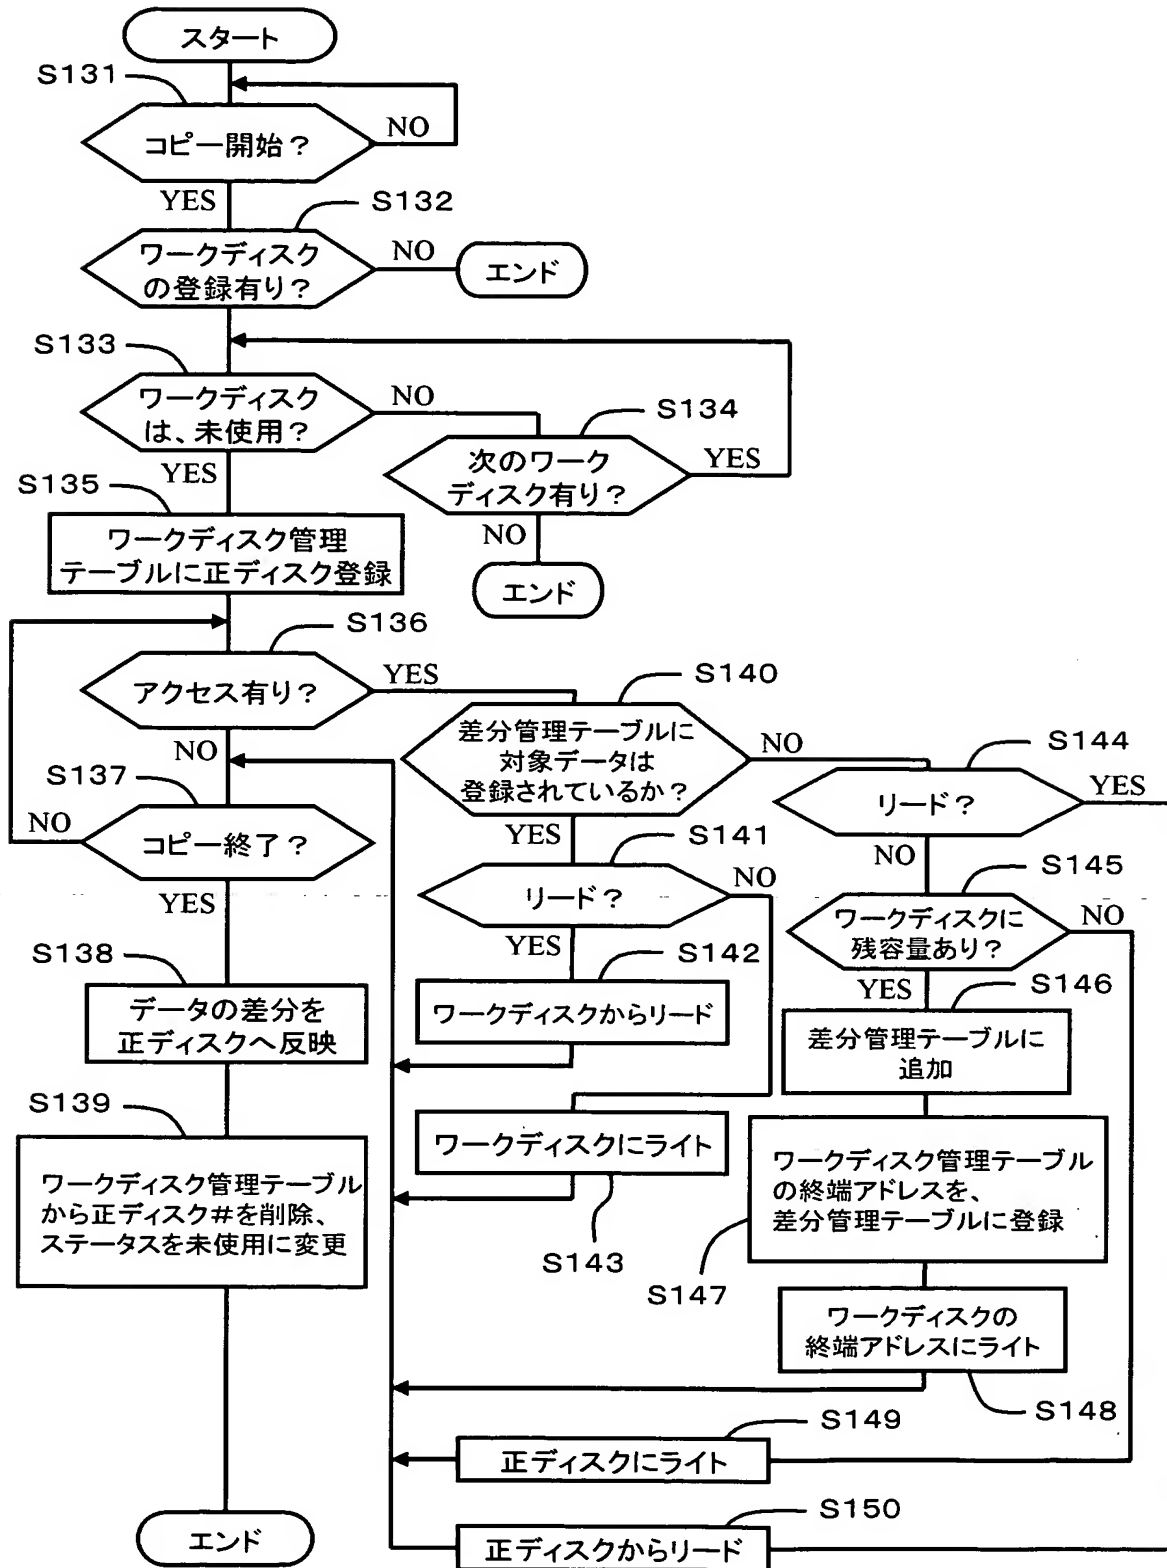 スタート
S131
コピー開始？
NO
YES
S132
ワークディスク
の登録有り？
NO
エンド
S133
ワークディスク
は、未使用？
NO
S134
次のワーク
ディスク有り？
YES
NO
エンド
YES
S135
ワークディスク管理
テーブルに正ディスク登録
S136
アクセス有り？
YES
NO
S137
コピー終了？
NO
YES
S138
データの差分を
正ディスクへ反映
S139
ワークディスク管理テーブル
から正ディスク#を削除、
ステータスを未使用に変更
エンド
S140
差分管理テーブルに
対象データは
登録されているか？
NO
YES
S141
リード？
NO
YES
S142
ワークディスクからリード
ワークディスクにライト
S143
S144
リード？
YES
NO
S145
ワークディスクに
残容量あり？
NO
YES
S146
差分管理テーブルに
追加
ワークディスク管理テーブル
の終端アドレスを、
差分管理テーブルに登録
S147
ワークディスクの
終端アドレスにライト
S148
S149
正ディスクにライト
S150
正ディスクからリード